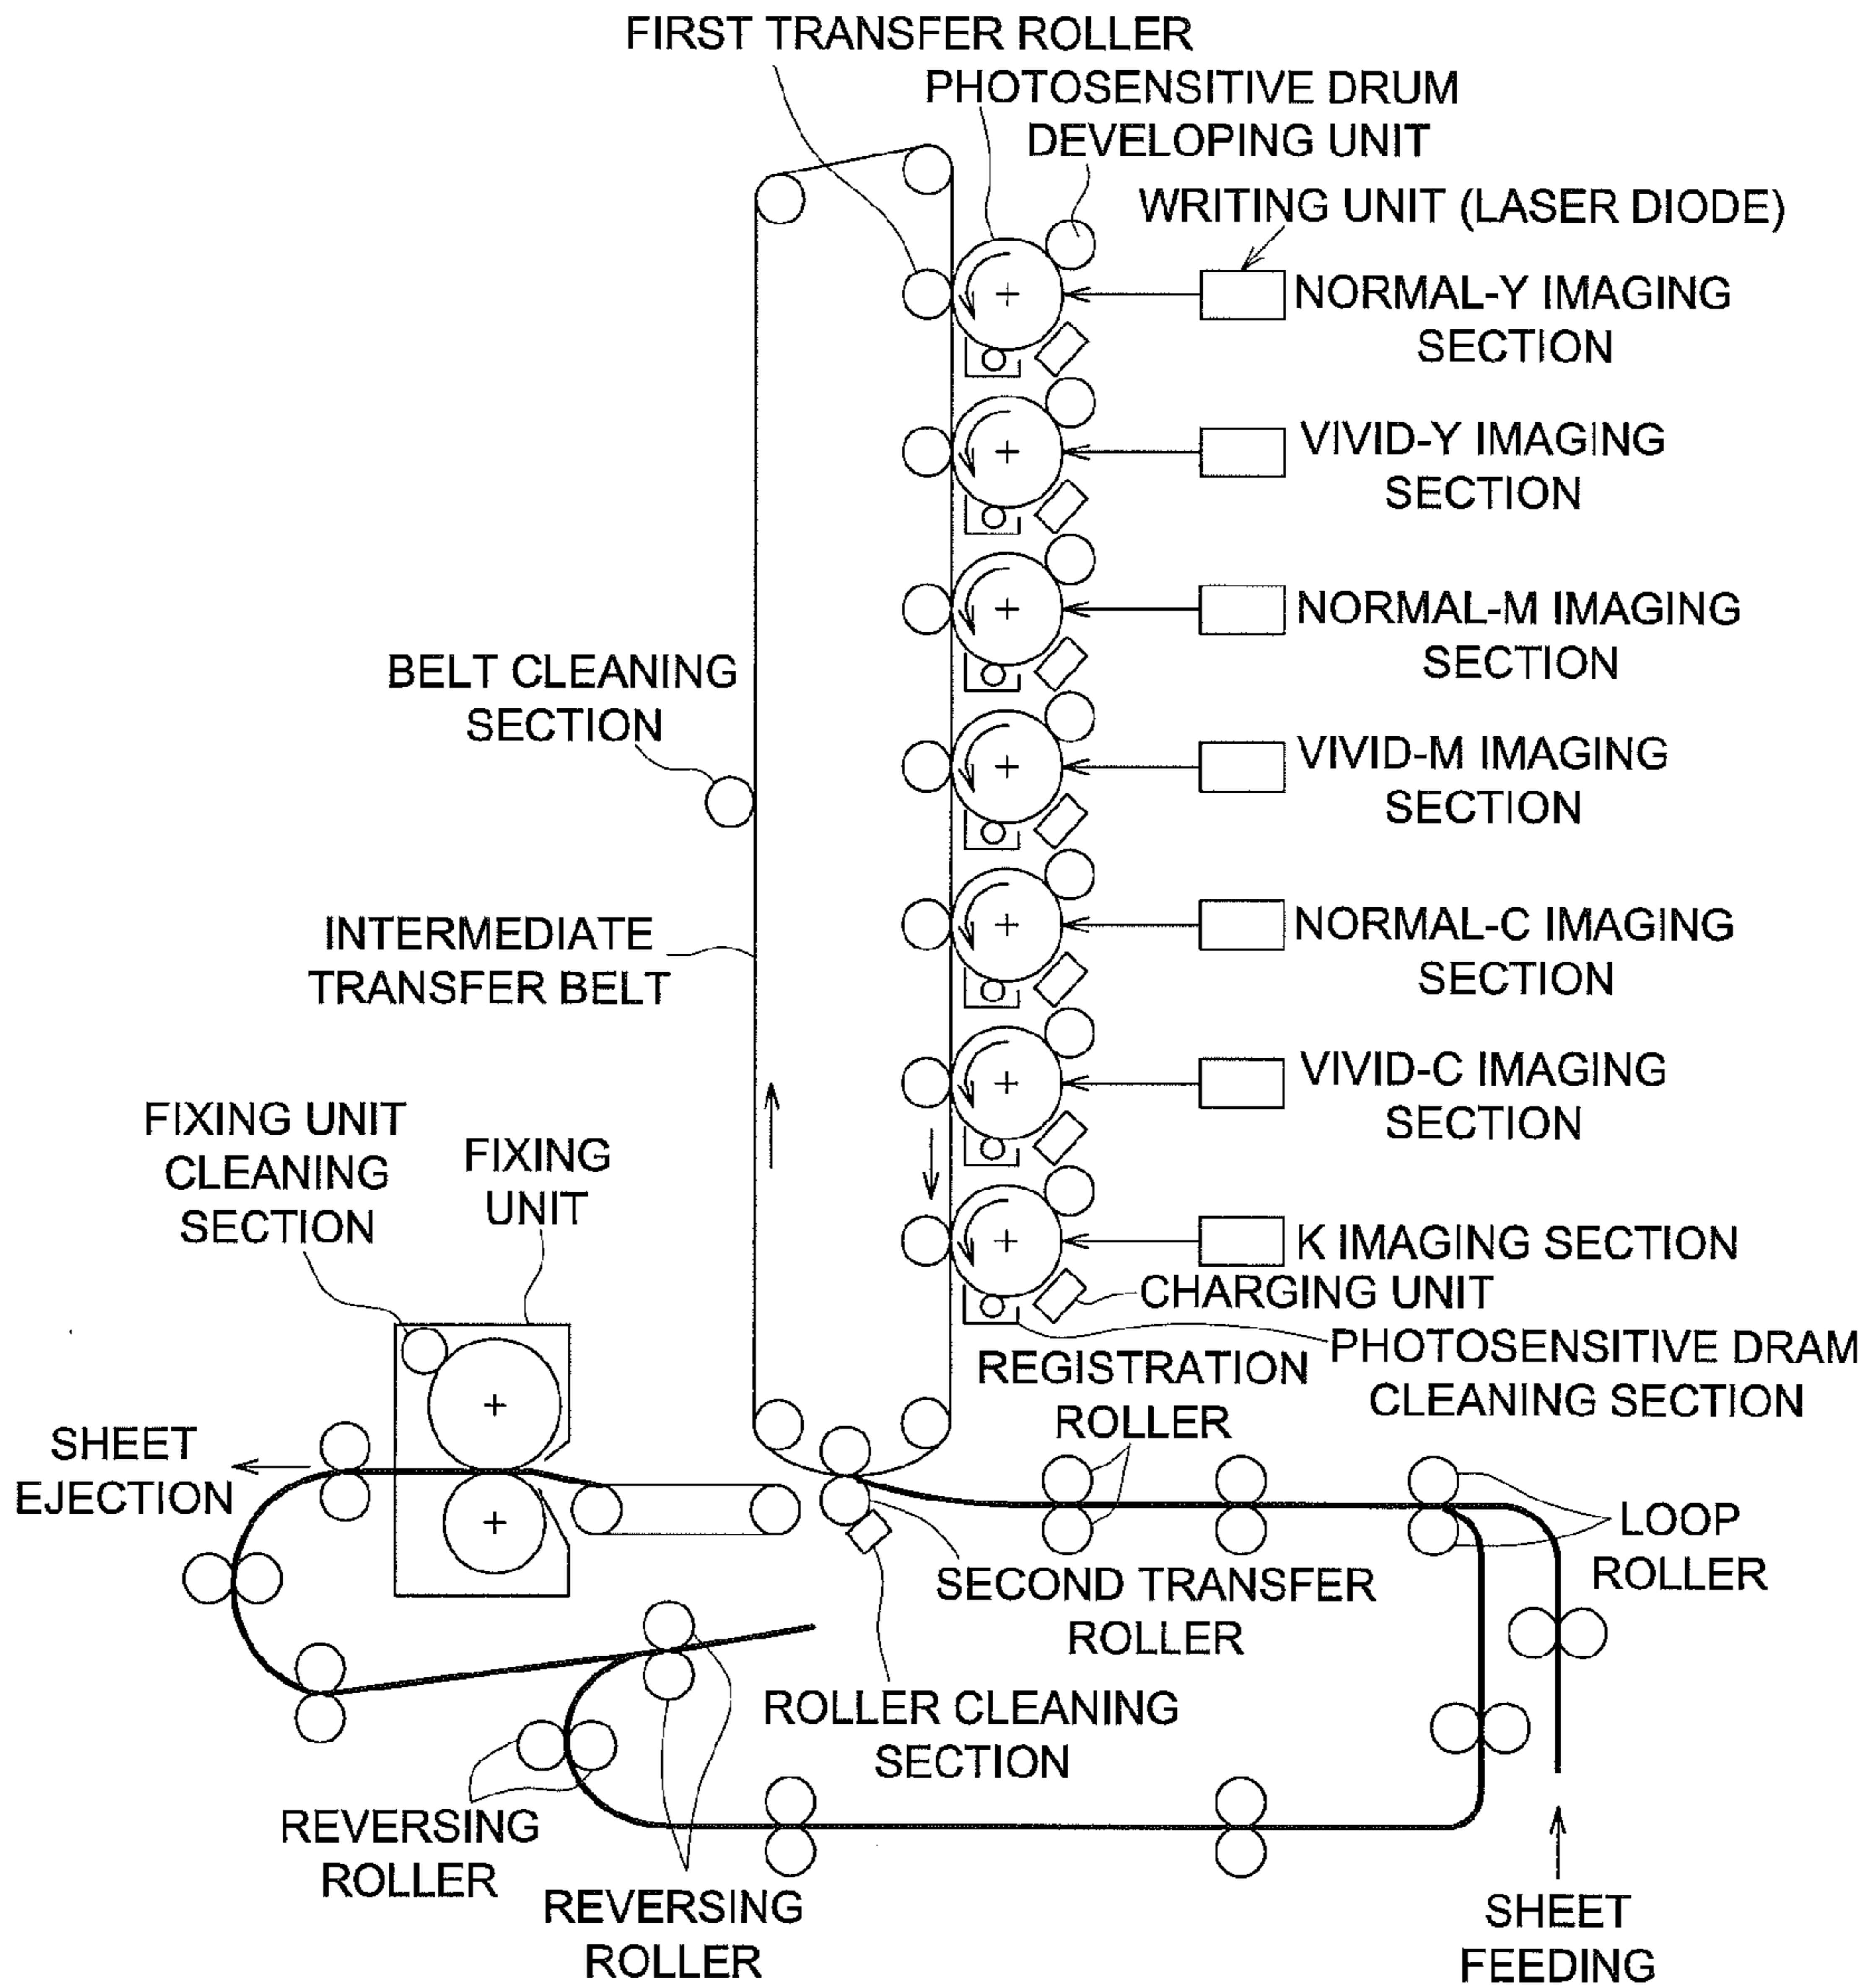 FIRST TRANSFER ROLLER
PHOTOSENSITIVE DRUM
DEVELOPING UNIT
WRITING UNIT (LASER DIODE)
NORMAL-Y IMAGING
SECTION
VIVID-Y IMAGING
SECTION
NORMAL-M IMAGING
SECTION
BELT CLEANING
SECTION
VIVID-M IMAGING
SECTION
NORMAL-C IMAGING
SECTION
INTERMEDIATE
TRANSFER BELT
VIVID-C IMAGING
SECTION
FIXING UNIT
CLEANING
SECTION
FIXING
UNIT
K IMAGING SECTION
CHARGING UNIT
PHOTOSENSITIVE DRAM
CLEANING SECTION
REGISTRATION
ROLLER
SHEET
EJECTION
LOOP
ROLLER
SECOND TRANSFER
ROLLER
ROLLER CLEANING
SECTION
REVERSING
ROLLER
REVERSING
ROLLER
SHEET
FEEDING